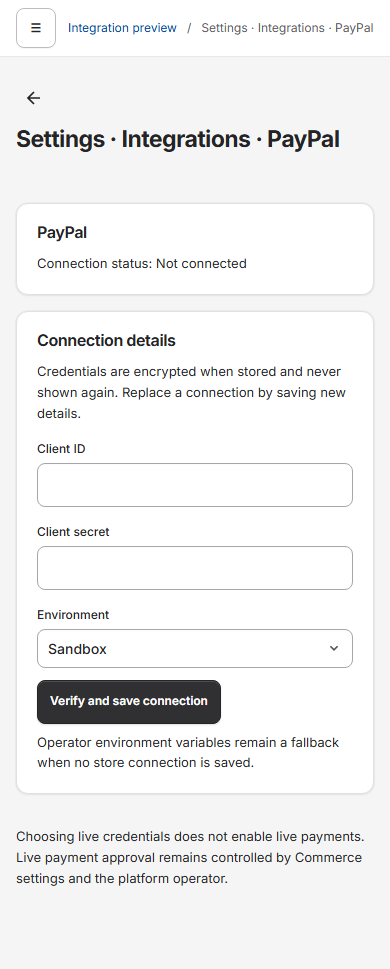 Integration preview / Settings · Integrations · PayPal
Settings · Integrations · PayPal
PayPal
Connection status: Not connected
Connection details
Credentials are encrypted when stored and never
shown again. Replace a connection by saving new
details.
Client ID
Client secret
Environment
Sandbox
Verify and save connection
Operator environment variables remain a fallback
when no store connection is saved.
Choosing live credentials does not enable live payments.
Live payment approval remains controlled by Commerce
settings and the platform operator.